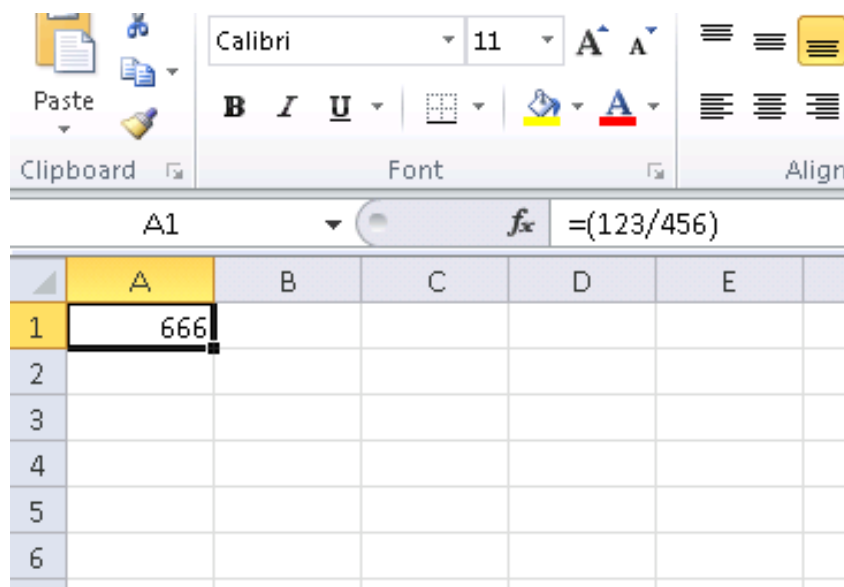 Calibri 11 A A
Paste B I U A
Clipboard Font Align
A1 fx =(123/456)
A B C D E
1 666
2
3
4
5
6